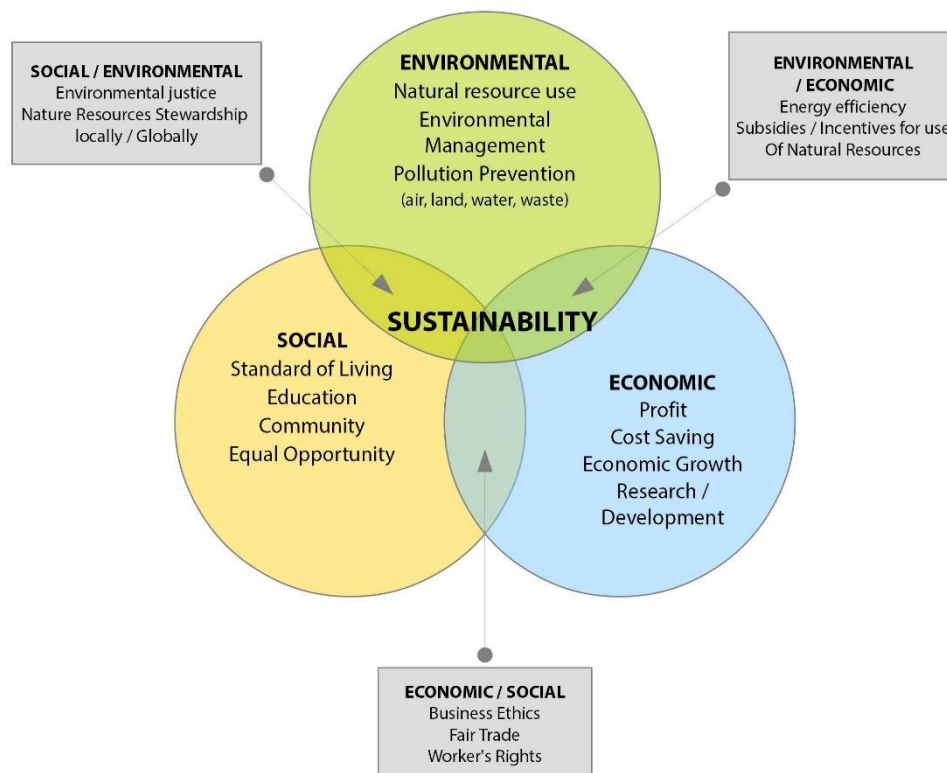 SOCIAL / ENVIRONMENTAL
Environmental justice
Nature Resources Stewardship
locally / Globally
ENVIRONMENTAL
Natural resource use
Environmental
Management
Pollution Prevention
(air, land, water, waste)
ENVIRONMENTAL
/ ECONOMIC
Energy efficiency
Subsidies / Incentives for use
Of Natural Resources
SUSTAINABILITY
SOCIAL
Standard of Living
Education
Community
Equal Opportunity
ECONOMIC
Profit
Cost Saving
Economic Growth
Research /
Development
ECONOMIC / SOCIAL
Business Ethics
Fair Trade
Worker's Rights